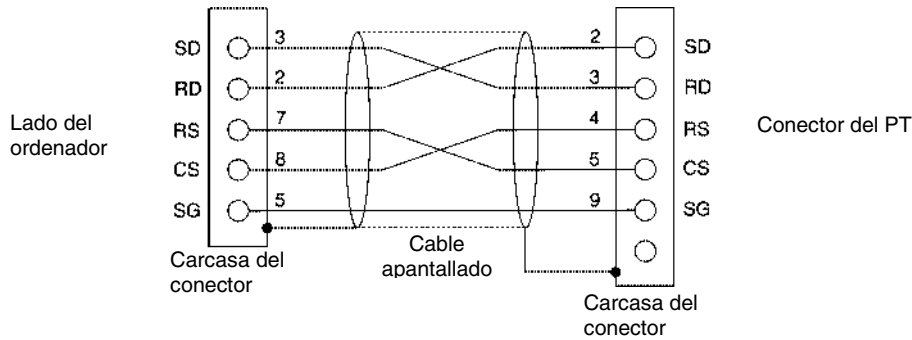 SD 3 2 SD
RD 2 3 RD
Lado del
ordenador
RS 7 4 RS
Conector del PT
CS 8 5 CS
SG 5 9 SG
Cable
apantallado
Carcasa del
conector
Carcasa del
conector